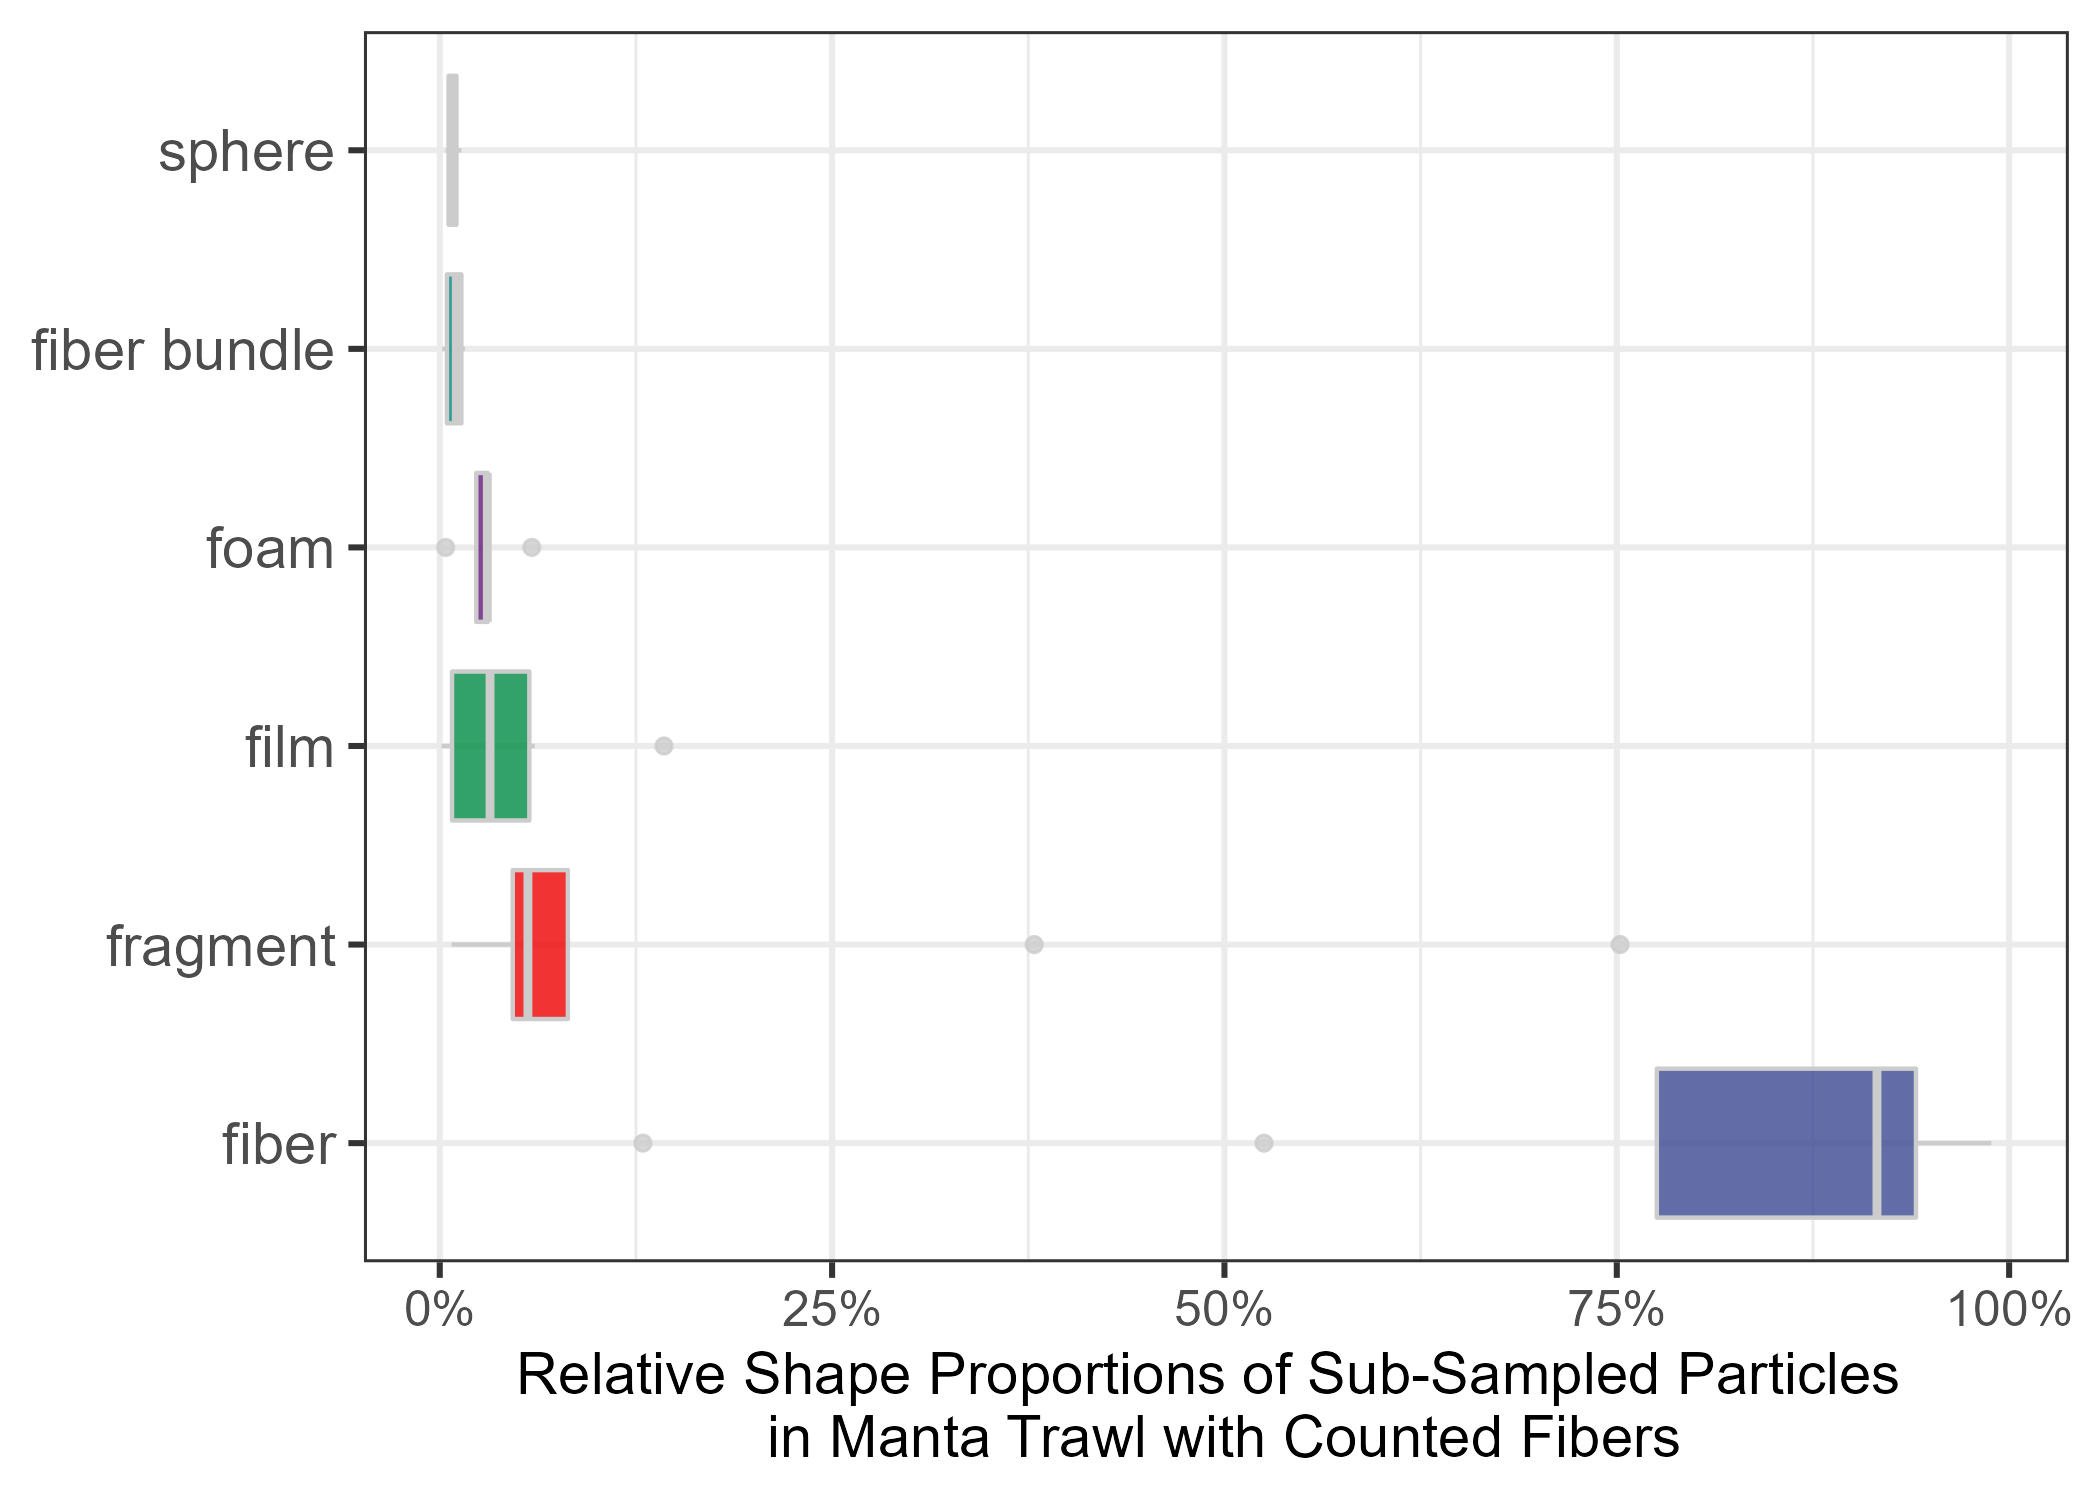 sphere
fiber bundle
foam
film
fragment
fiber
0% 25% 50% 75% 100%
Relative Shape Proportions of Sub-Sampled Particles
in Manta Trawl with Counted Fibers